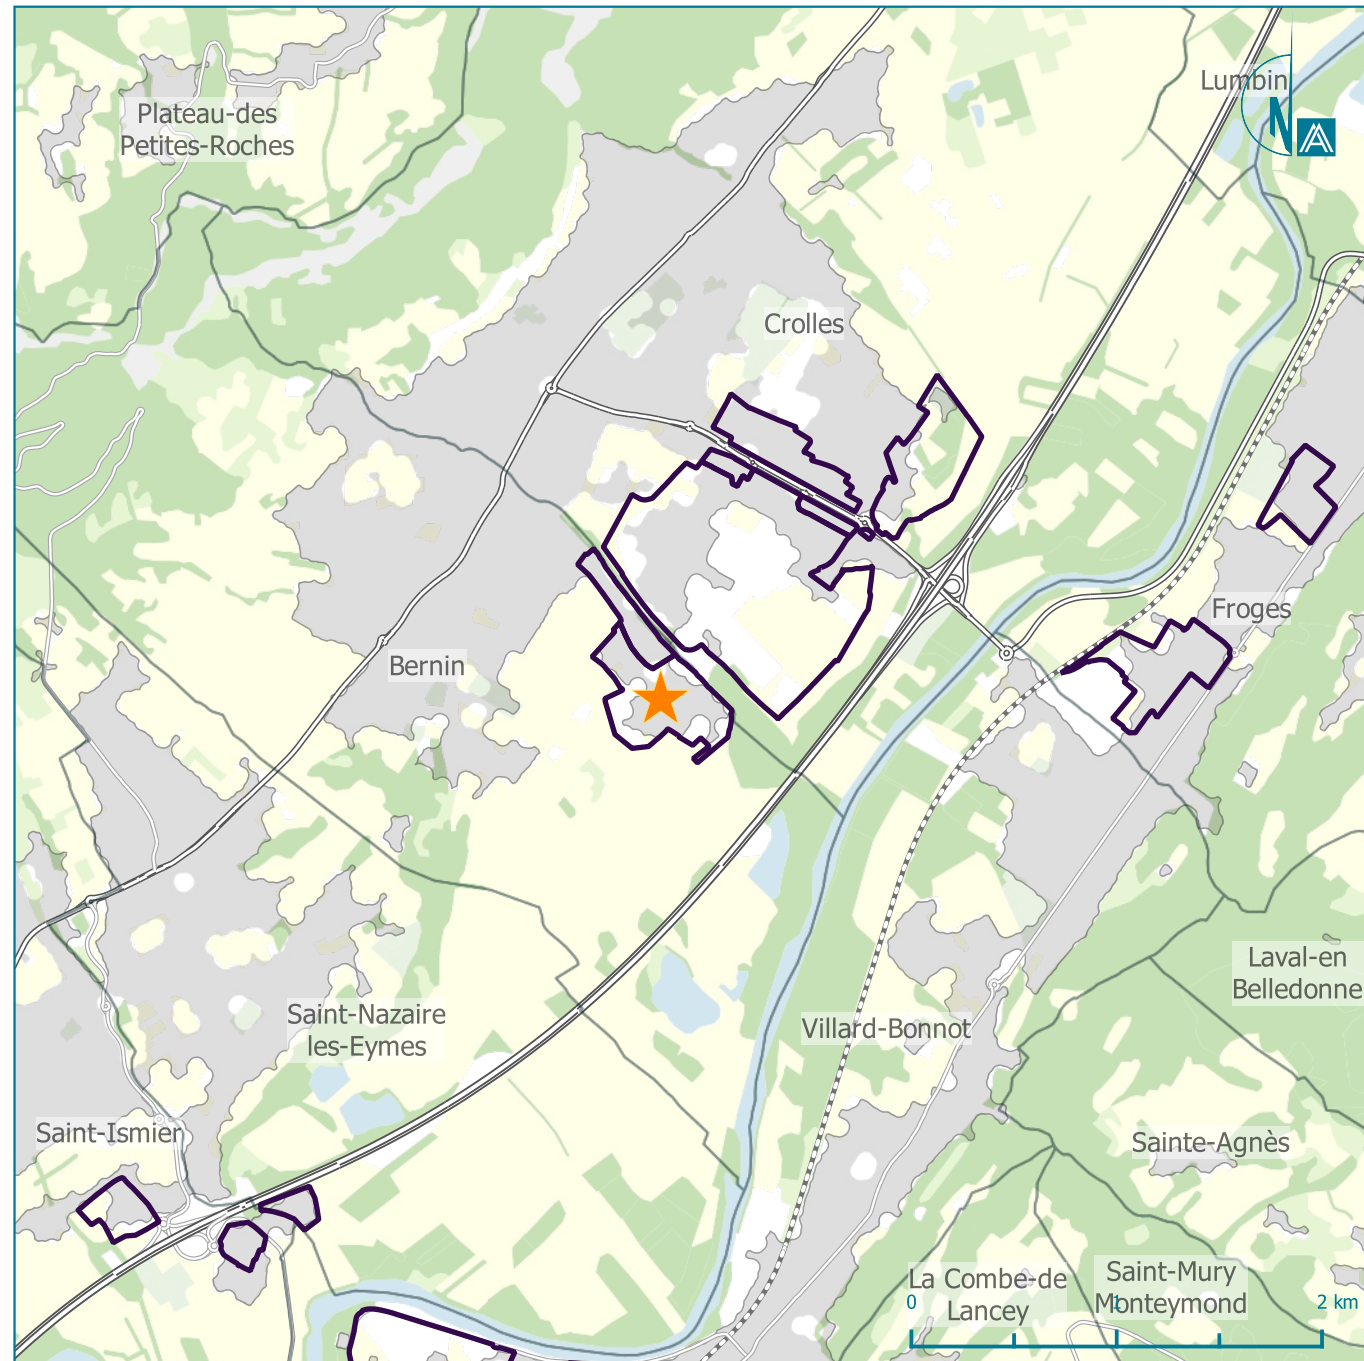 Lumbin
N
Plateau-des
Petites-Roches
Crolles
Froges
Bernin
Laval-en
Belledonne
Saint-Nazaire
les-Eymes
Villard-Bonnot
Saint-Ismier
Sainte-Agnès
La Combe-de
Lancey
Saint-Mury
Monteymond
0 1 2 km